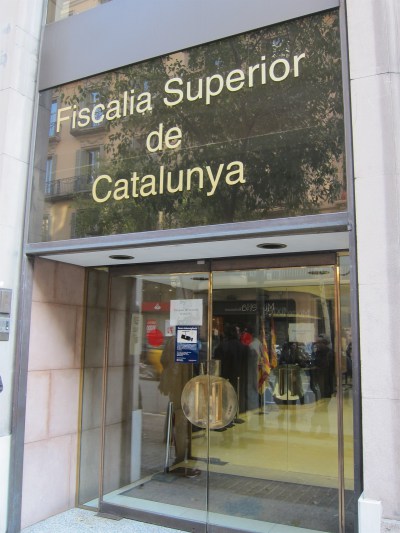 Fiscalia Superior
de
Catalunya